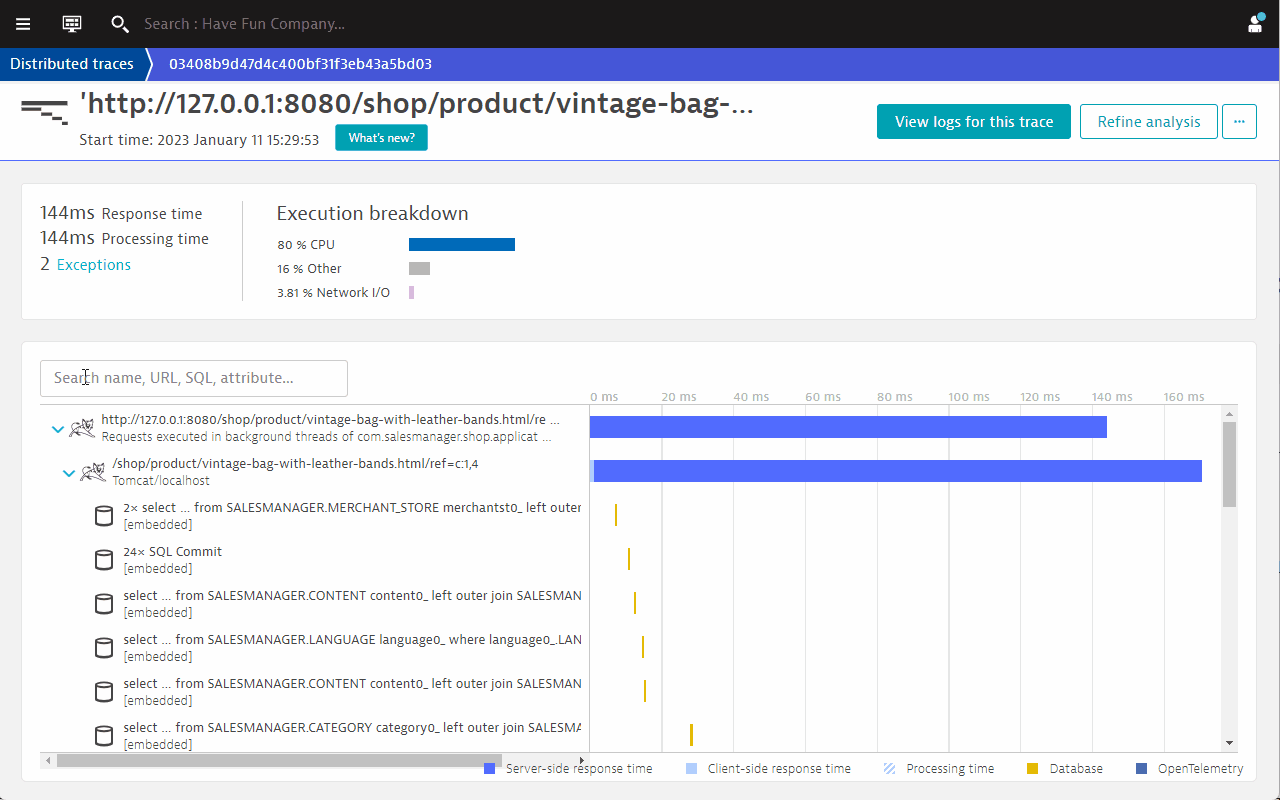 Search : Have Fun Company...
Distributed traces 03408b9d47d4c400bf31f3eb43a5bd03
'http://127.0.0.1:8080/shop/product/vintage-bag-...
Start time: 2023 January 11 15:29:53 What's new?
View logs for this trace Refine analysis ...
144ms Response time
144ms Processing time
2 Exceptions
Execution breakdown
80 % CPU
16 % Other
3.81 % Network I/O
Search name, URL, SQL, attribute...
0 ms 20 ms 40 ms 60 ms 80 ms 100 ms 120 ms 140 ms 160 ms
http://127.0.0.1:8080/shop/product/vintage-bag-with-leather-bands.html/re ...
Requests executed in background threads of com.salesmanager.shop.applicat ...
/shop/product/vintage-bag-with-leather-bands.html/ref=c:1,4
Tomcat/localhost
2× select ... from SALESMANAGER.MERCHANT_STORE merchantst0_ left outer
[embedded]
24× SQL Commit
[embedded]
select ... from SALESMANAGER.CONTENT content0_ left outer join SALESMAN
[embedded]
select ... from SALESMANAGER.LANGUAGE language0_ where language0_.LAN
[embedded]
select ... from SALESMANAGER.CONTENT content0_ left outer join SALESMAN
[embedded]
select ... from SALESMANAGER.CATEGORY category0_ left outer join SALESMA
[embedded]
Server-side response time Client-side response time Processing time Database OpenTelemetry